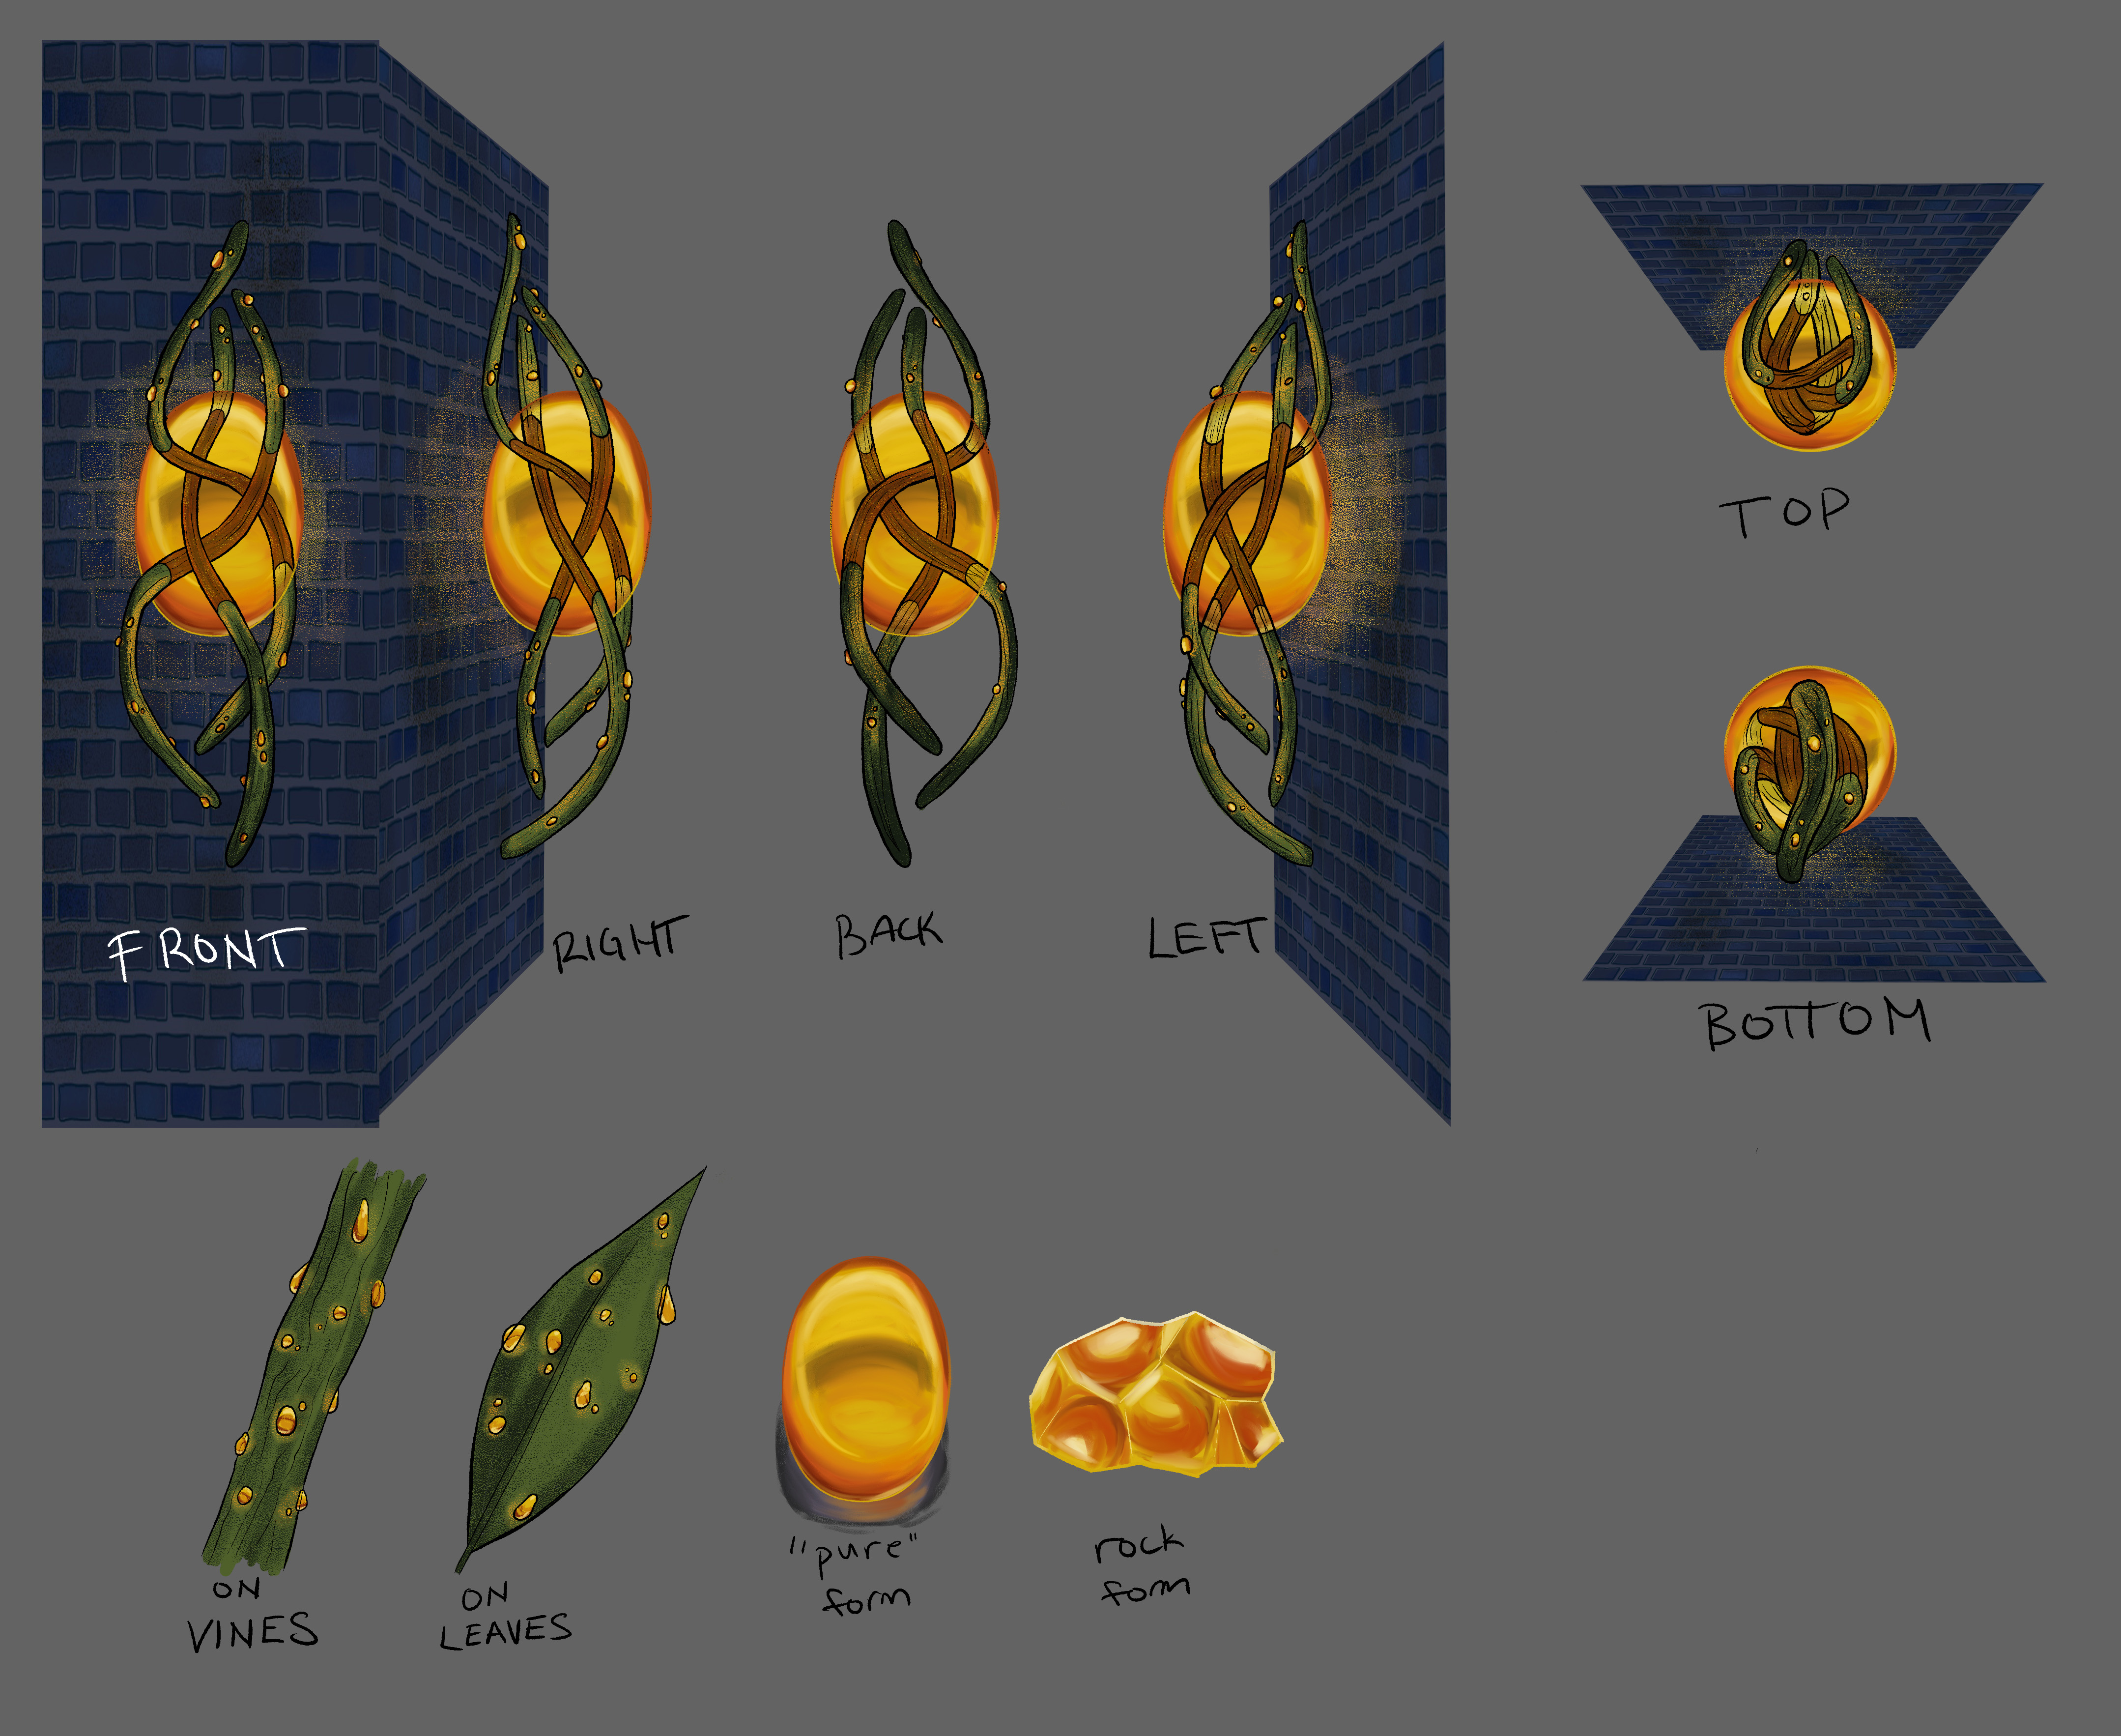 FRONT
RIGHT
BACK
LEFT
TOP
BOTTOM
ON
VINES
ON
LEAVES
"pure"
form
rock
form